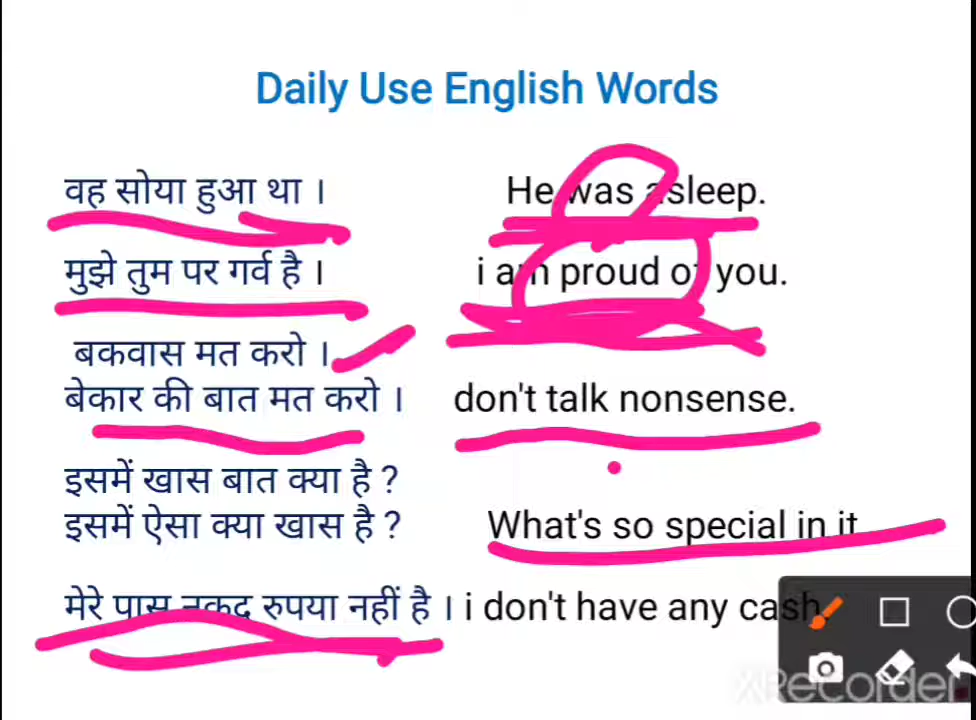 Daily Use English Words
वह सोया हुआ था । He was asleep.
मुझे तुम पर गर्व है । i am proud of you.
बकवास मत करो ।
बेकार की बात मत करो । don't talk nonsense.
इसमें खास बात क्या है ?
इसमें ऐसा क्या खास है ? What's so special in it
मेरे पास नकद रुपया नहीं है । i don't have any cash.
XRecorder